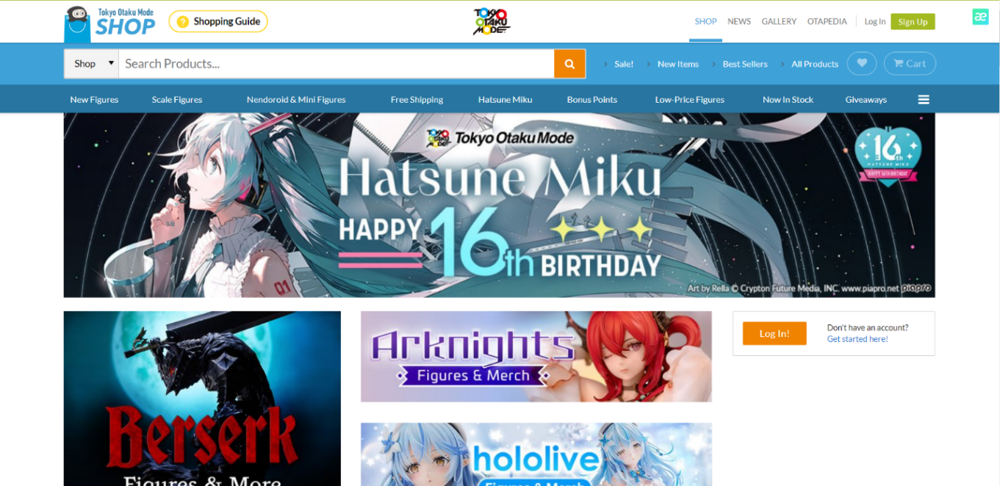 Tokyo Otaku Mode
SHOP
? Shopping Guide
TOKYO
OTAKU
MODE
SHOP NEWS GALLERY OTAPEDIA Log In Sign Up
æ
Shop Search Products... Sale! New Items Best Sellers All Products Cart
New Figures Scale Figures Nendoroid & Mini Figures Free Shipping Hatsune Miku Bonus Points Low-Price Figures Now In Stock Giveaways
TOKYO
OTAKU
MODE
Tokyo Otaku Mode
Hatsune Miku
HAPPY 16th BIRTHDAY
16th
HATSUNE MIKU
HAPPY 16TH BIRTHDAY
01
Art by Rella © Crypton Future Media, INC. www.piapro.net piapro
Berserk
Figures & More
Arknights
Figures & Merch
hololive
Figures & Merch
Log In! Don't have an account?
Get started here!